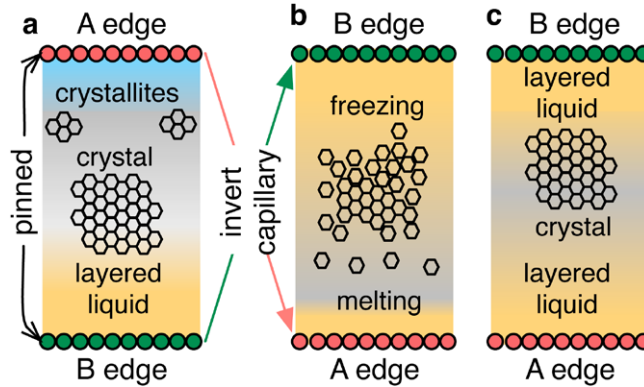 a
A edge
crystallites
crystal
layered
liquid
B edge
pinned
invert
capillary
b
B edge
freezing
melting
A edge
c
B edge
layered
liquid
crystal
layered
liquid
A edge